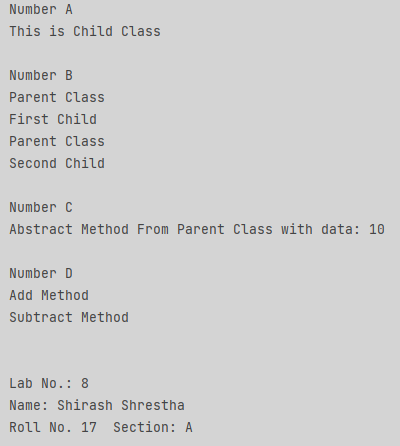 Number A
This is Child Class
Number B
Parent Class
First Child
Parent Class
Second Child
Number C
Abstract Method From Parent Class with data: 10
Number D
Add Method
Subtract Method
Lab No.: 8
Name: Shirash Shrestha
Roll No. 17  Section: A